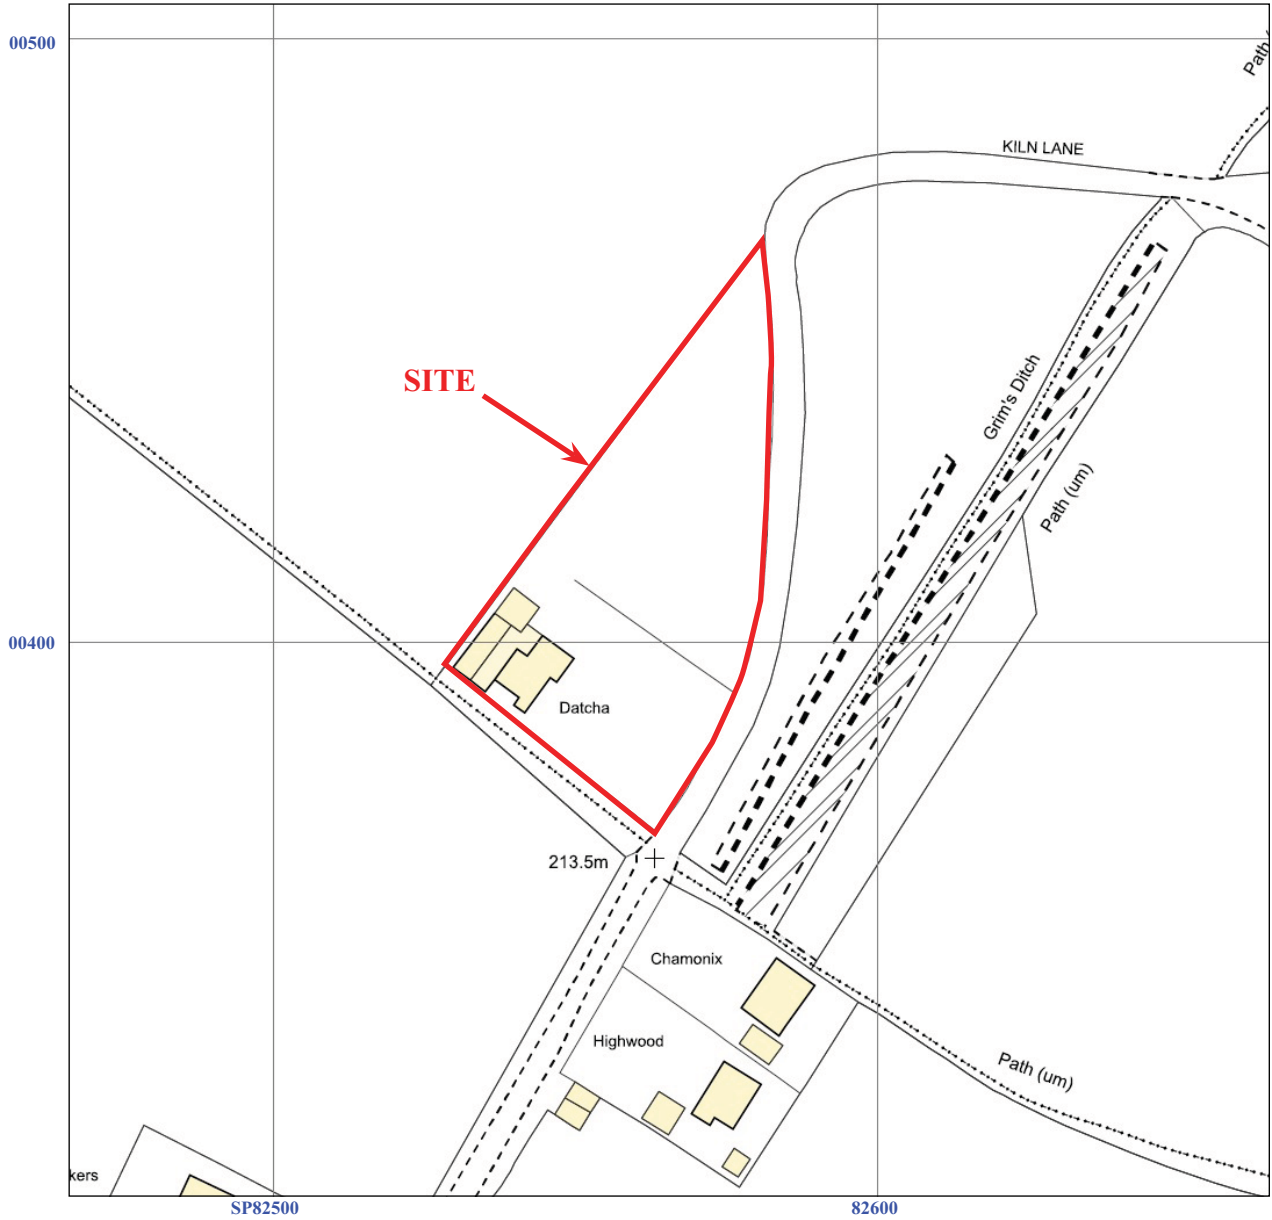 00500
Path (
KILN LANE
SITE
Grim's Ditch
Path (um)
00400
Datcha
213.5m
Chamonix
Highwood
Path (um)
kers
SP82500
82600